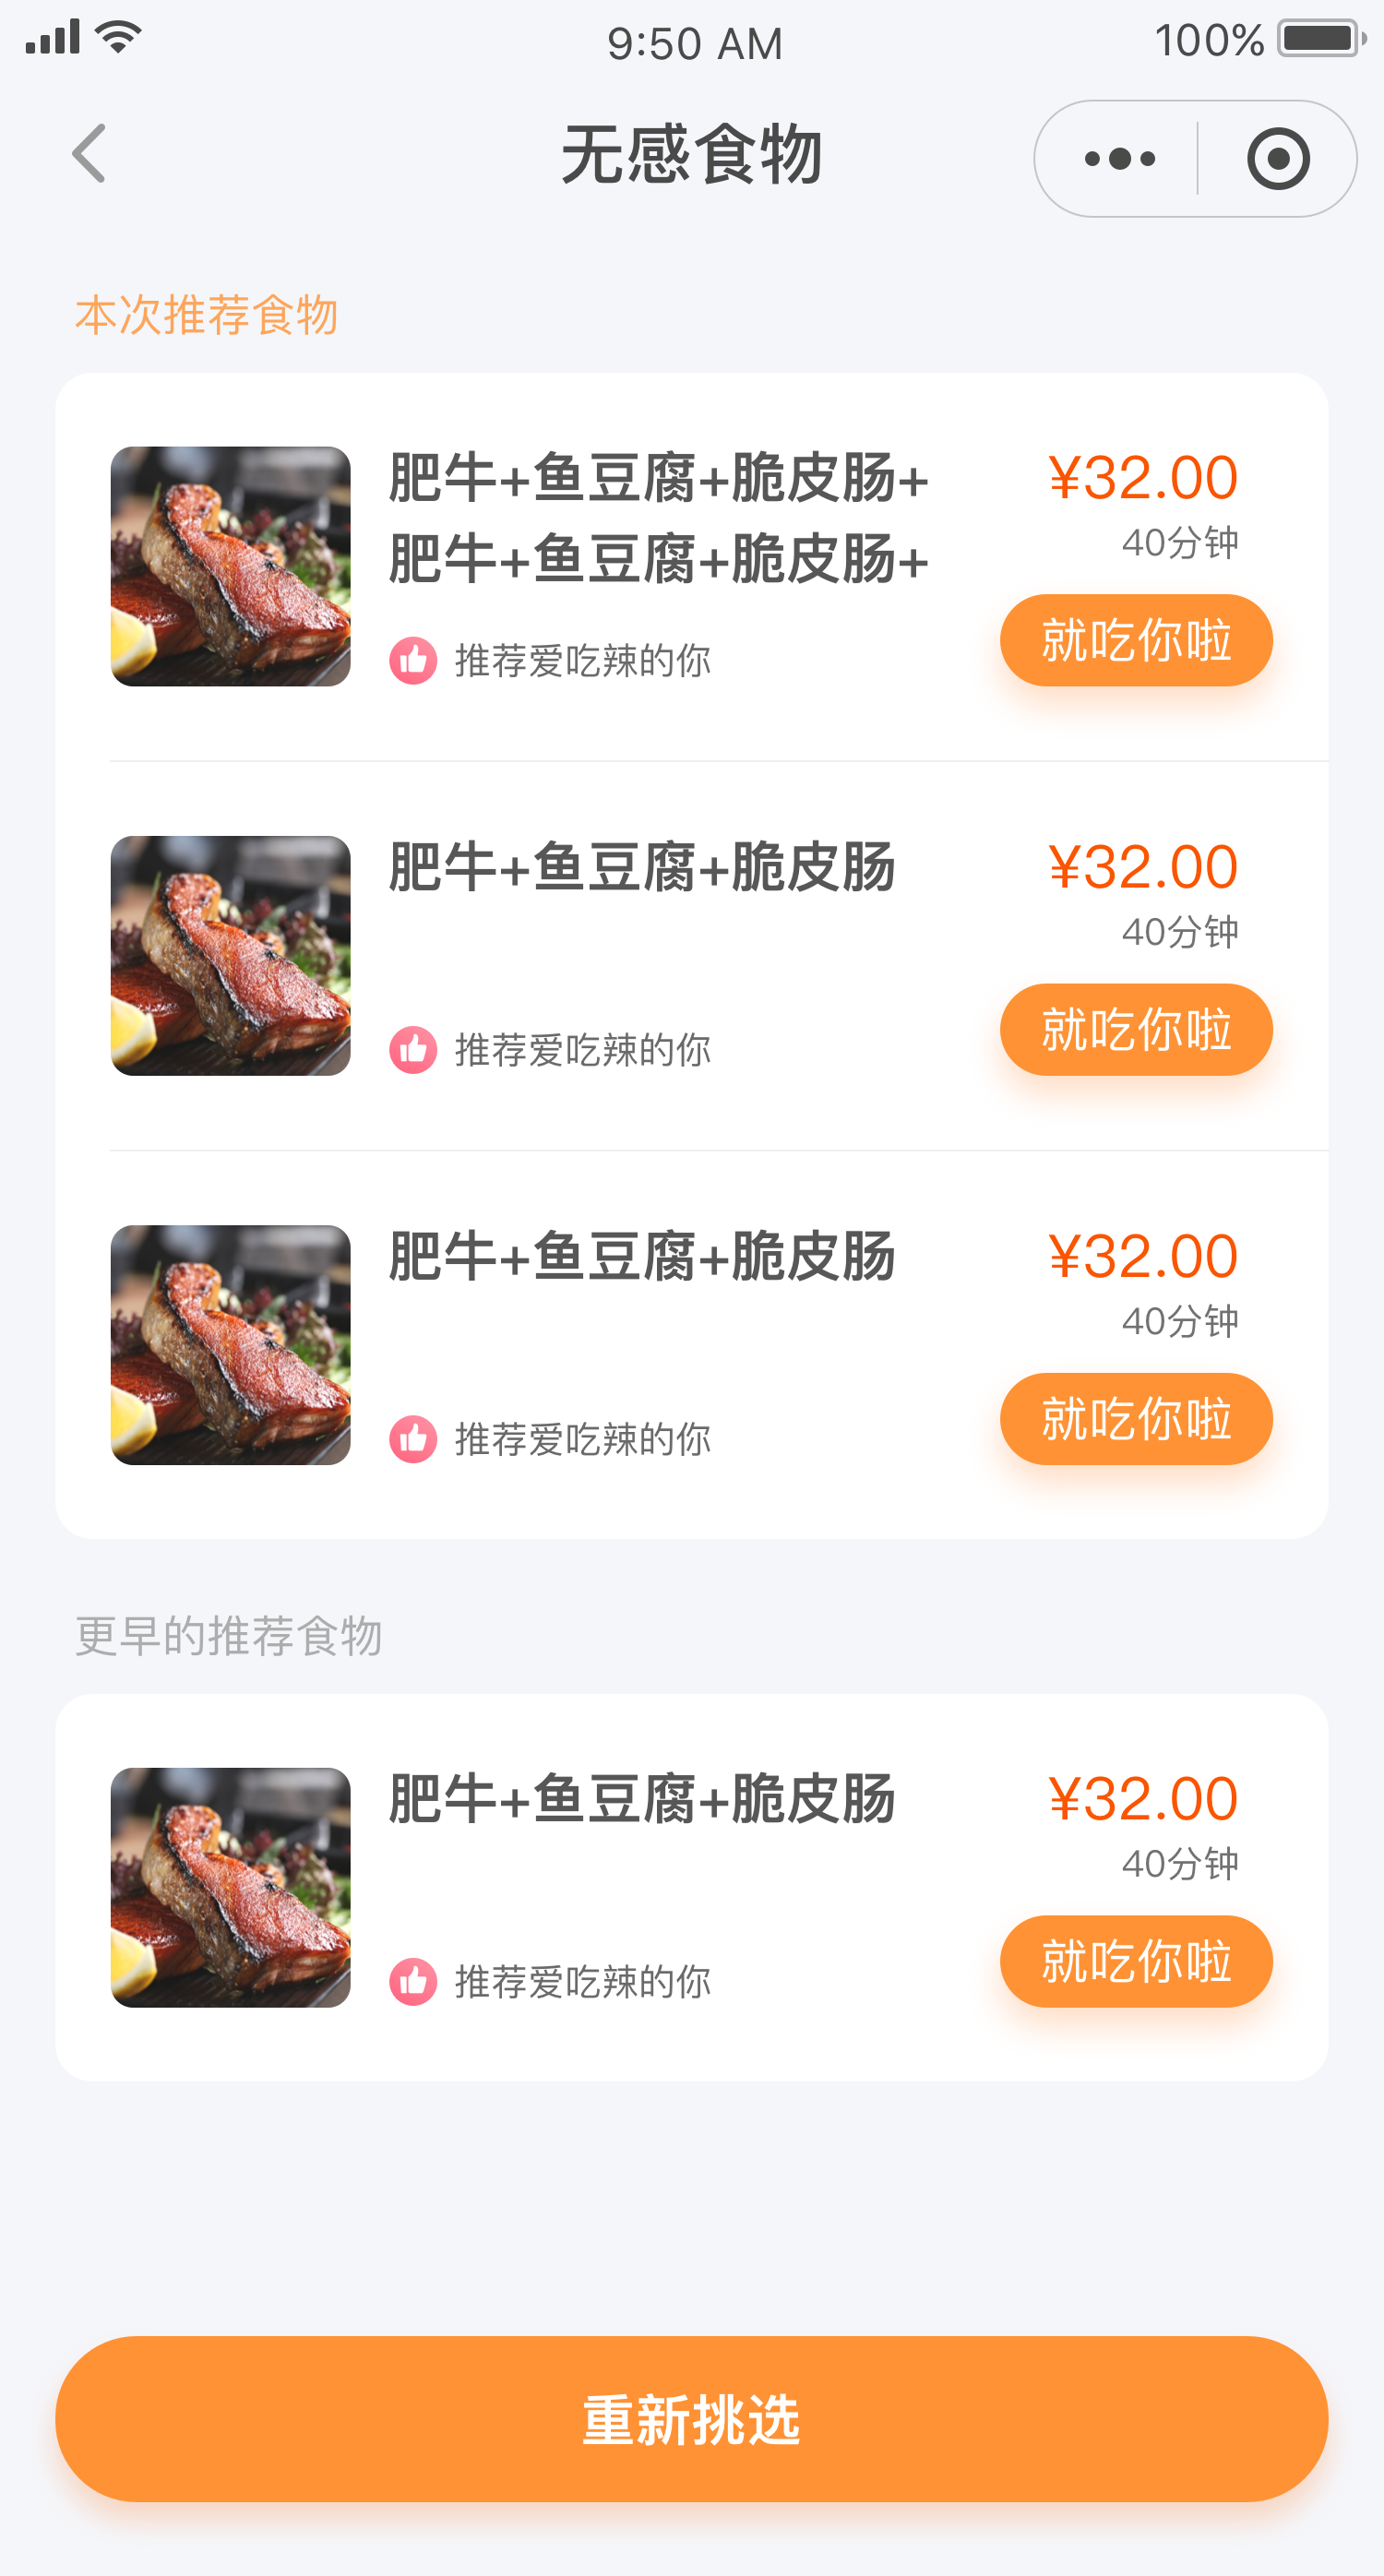 9:50 AM
100%
无感食物
本次推荐食物
肥牛+鱼豆腐+脆皮肠+
肥牛+鱼豆腐+脆皮肠+
¥32.00
40分钟
推荐爱吃辣的你
就吃你啦
肥牛+鱼豆腐+脆皮肠
¥32.00
40分钟
推荐爱吃辣的你
就吃你啦
肥牛+鱼豆腐+脆皮肠
¥32.00
40分钟
推荐爱吃辣的你
就吃你啦
更早的推荐食物
肥牛+鱼豆腐+脆皮肠
¥32.00
40分钟
推荐爱吃辣的你
就吃你啦
重新挑选